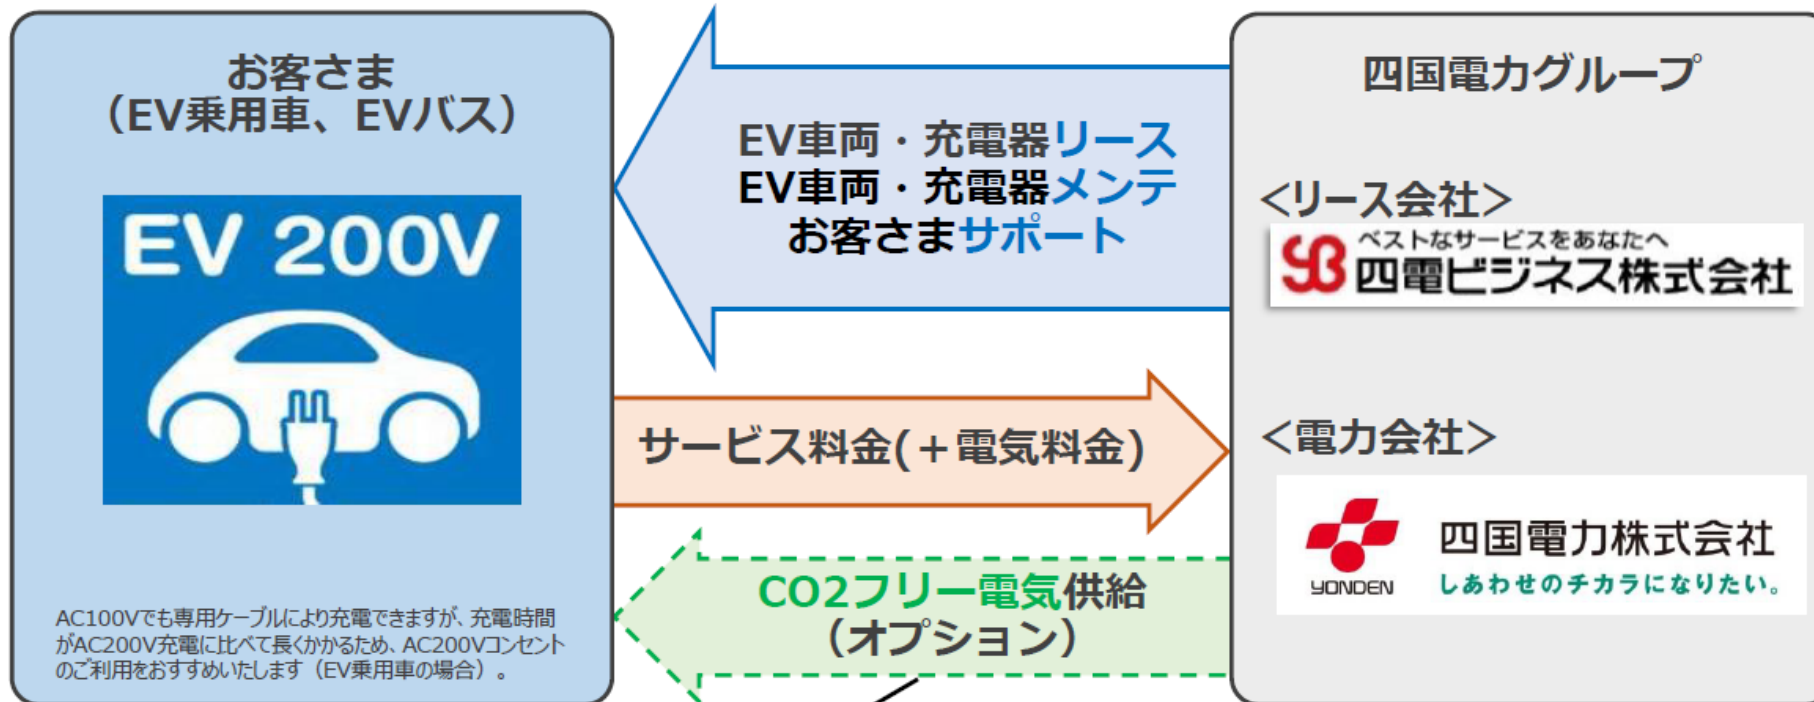 お客さま
（EV乗用車、EVバス）
EV 200V
AC100Vでも専用ケーブルにより充電できますが、充電時間
がAC200V充電に比べて長くかかるため、AC200Vコンセント
のご利用をおすすめいたします（EV乗用車の場合）。
EV車両・充電器リース
EV車両・充電器メンテ
お客さまサポート
サービス料金(＋電気料金)
CO2フリー電気供給
（オプション）
四国電力グループ
＜リース会社＞
ベストなサービスをあなたへ
四電ビジネス株式会社
＜電力会社＞
YONDEN
四国電力株式会社
しあわせのチカラになりたい。